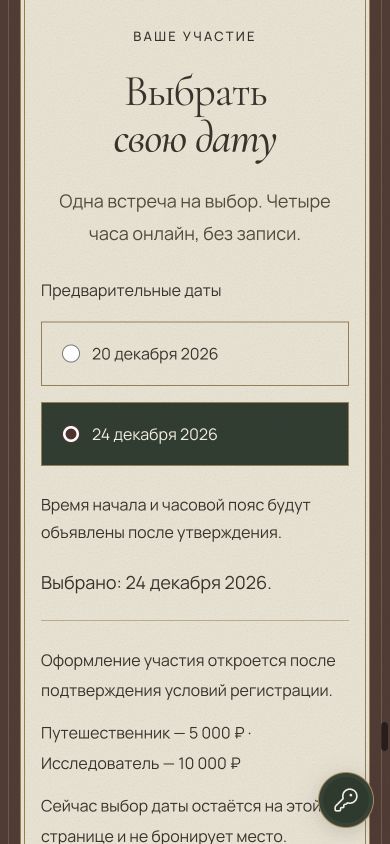 ВАШЕ УЧАСТИЕ
Выбрать
свою дату
Одна встреча на выбор. Четыре
часа онлайн, без записи.
Предварительные даты
20 декабря 2026
24 декабря 2026
Время начала и часовой пояс будут
объявлены после утверждения.
Выбрано: 24 декабря 2026.
Оформление участия откроется после
подтверждения условий регистрации.
Путешественник — 5 000 ₽ ·
Исследователь — 10 000 ₽
Сейчас выбор даты остаётся на этой
странице и не бронирует место.